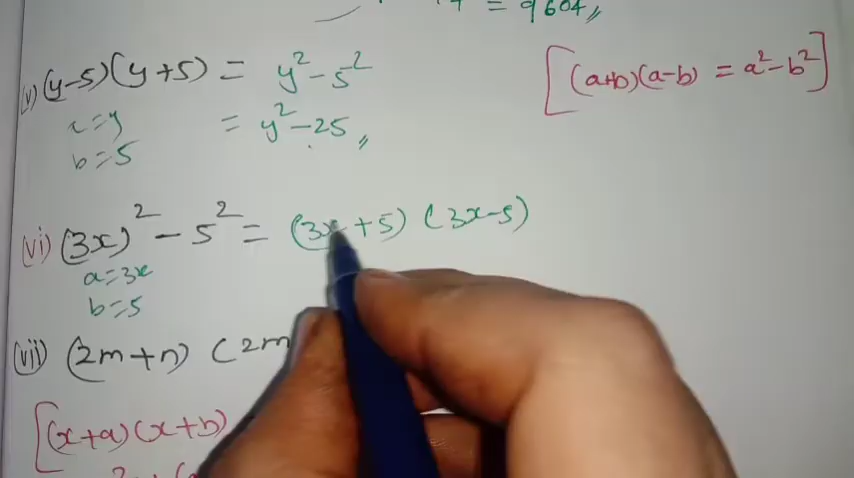 = 9604,,
(v) (y-5)(y+5) = y² - 5²
[(a+b)(a-b) = a² - b²]
a=y
= y² - 25,,
b=5
(vi) (3x)² - 5² = (3x+5) (3x-5)
a=3x
b=5
(vii) (2m+n) (2m
[(x+a)(x+b)